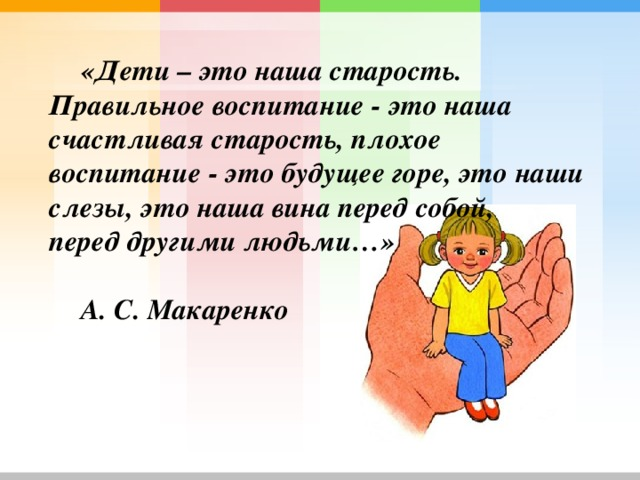 «Дети – это наша старость.
Правильное воспитание - это наша
счастливая старость, плохое
воспитание - это будущее горе, это наши
слезы, это наша вина перед собой,
перед другими людьми…»
А. С. Макаренко